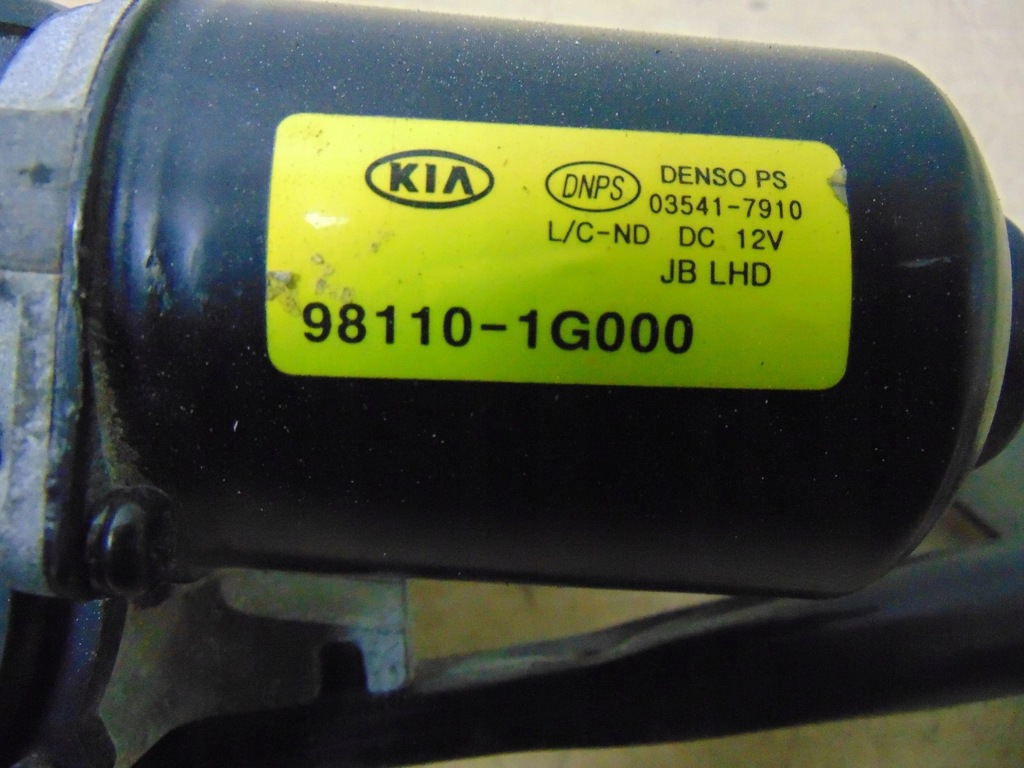 KIA
DNPS DENSO PS
03541-7910
L/C-ND DC 12V
JB LHD
98110-1G000